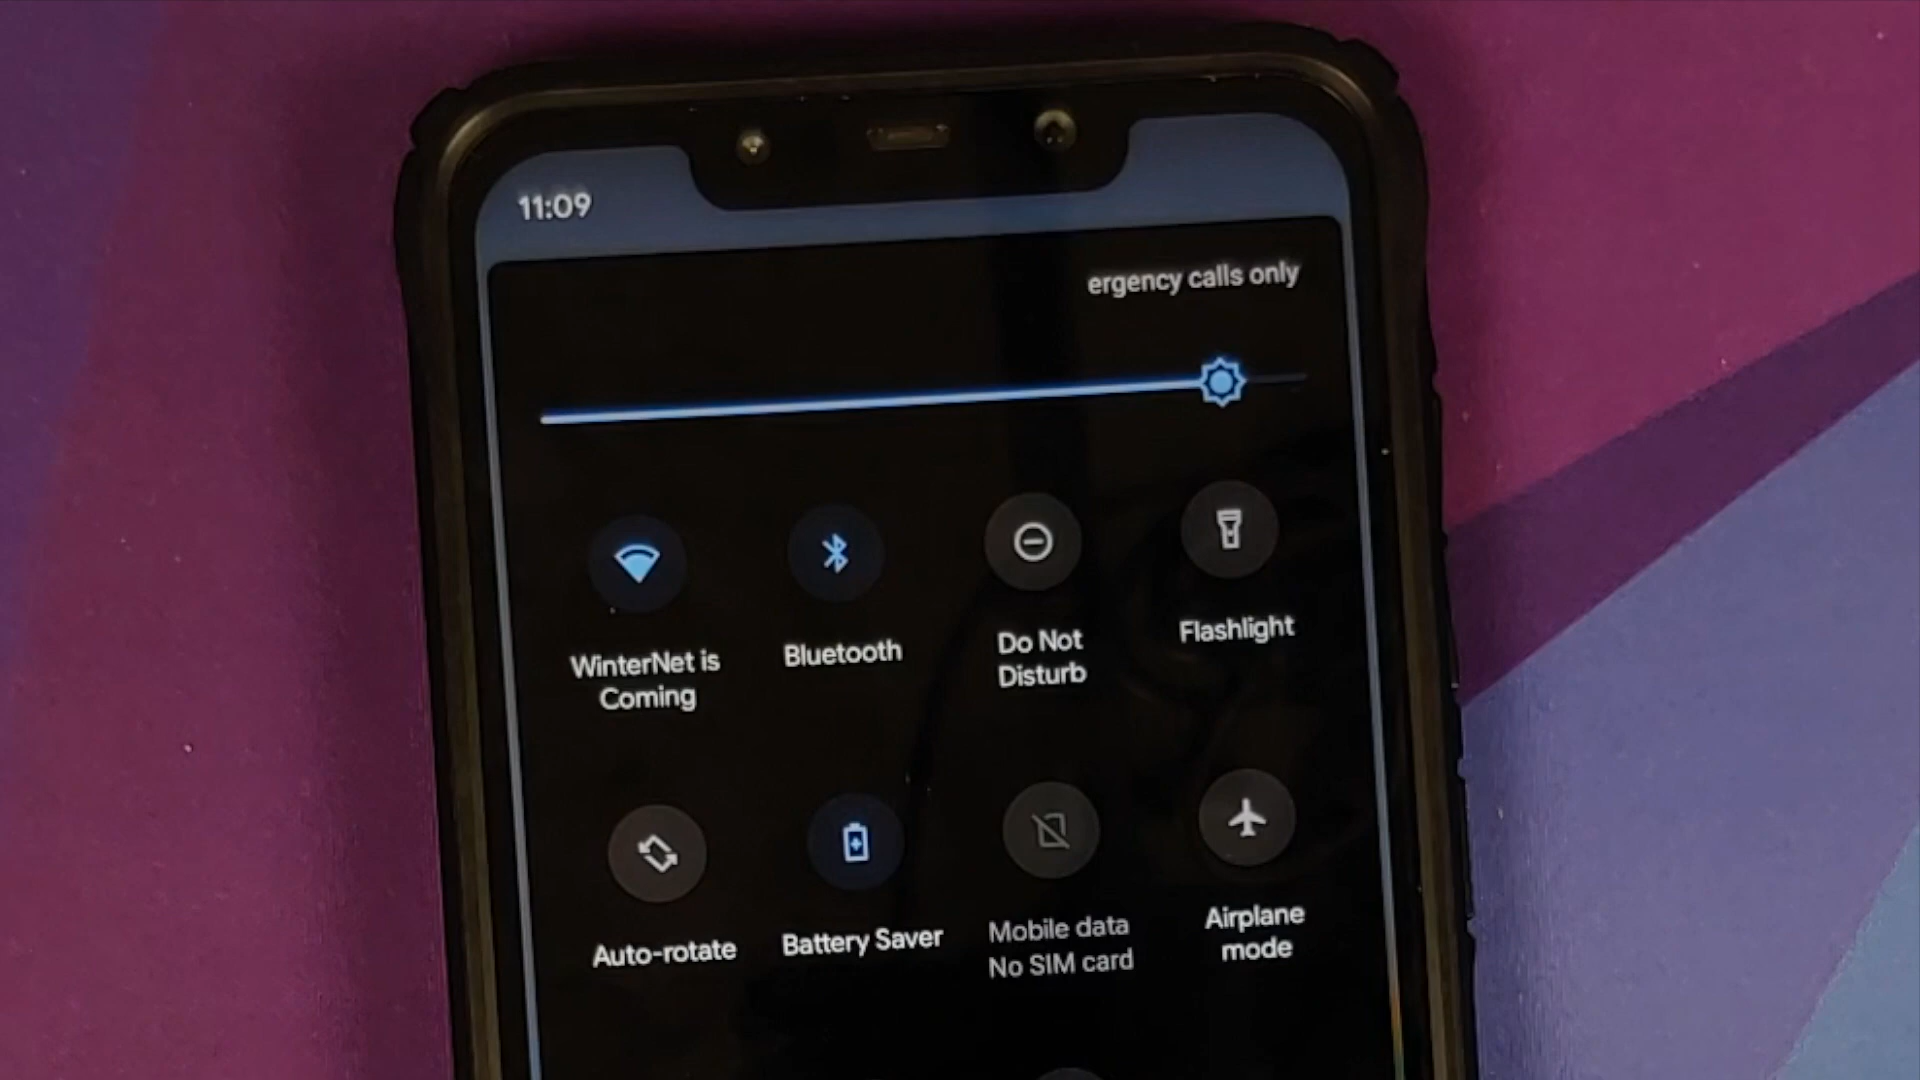 11:09
ergency calls only
WinterNet is
Coming
Bluetooth
Do Not
Disturb
Flashlight
Auto-rotate
Battery Saver
Mobile data
No SIM card
Airplane
mode